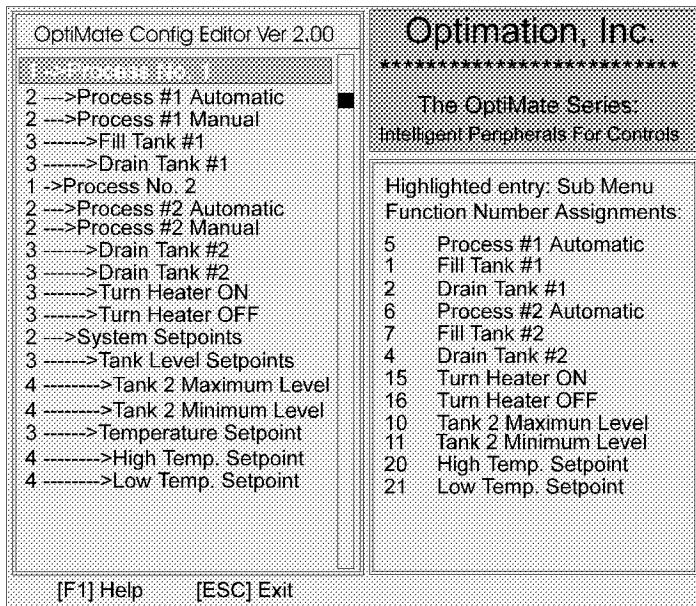 OptiMate Config Editor Ver 2.00
1 ->Process No. 1
2 --->Process #1 Automatic
2 --->Process #1 Manual
3 ------>Fill Tank #1
3 ------>Drain Tank #1
1 ->Process No. 2
2 --->Process #2 Automatic
2 --->Process #2 Manual
3 ------>Drain Tank #2
3 ------>Drain Tank #2
3 ------>Turn Heater ON
3 ------>Turn Heater OFF
2 --->System Setpoints
3 ------>Tank Level Setpoints
4 -------->Tank 2 Maximum Level
4 -------->Tank 2 Minimum Level
3 ------>Temperature Setpoint
4 -------->High Temp. Setpoint
4 -------->Low Temp. Setpoint
[F1] Help [ESC] Exit
Optimation, Inc.
**************************
The OptiMate Series:
Intelligent Peripherals For Controls
Highlighted entry: Sub Menu
Function Number Assignments:
5 Process #1 Automatic
1 Fill Tank #1
2 Drain Tank #1
6 Process #2 Automatic
7 Fill Tank #2
4 Drain Tank #2
15 Turn Heater ON
16 Turn Heater OFF
10 Tank 2 Maximun Level
11 Tank 2 Minimum Level
20 High Temp. Setpoint
21 Low Temp. Setpoint